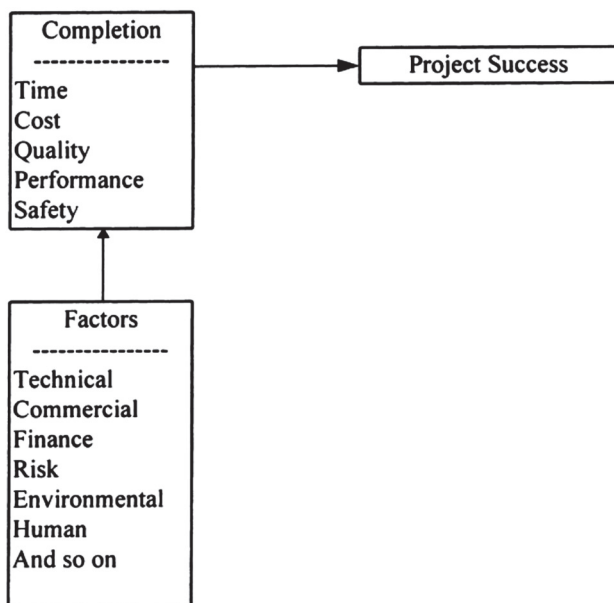 Completion
-----------------
Time
Cost
Quality
Performance
Safety
Project Success
Factors
-----------------
Technical
Commercial
Finance
Risk
Environmental
Human
And so on